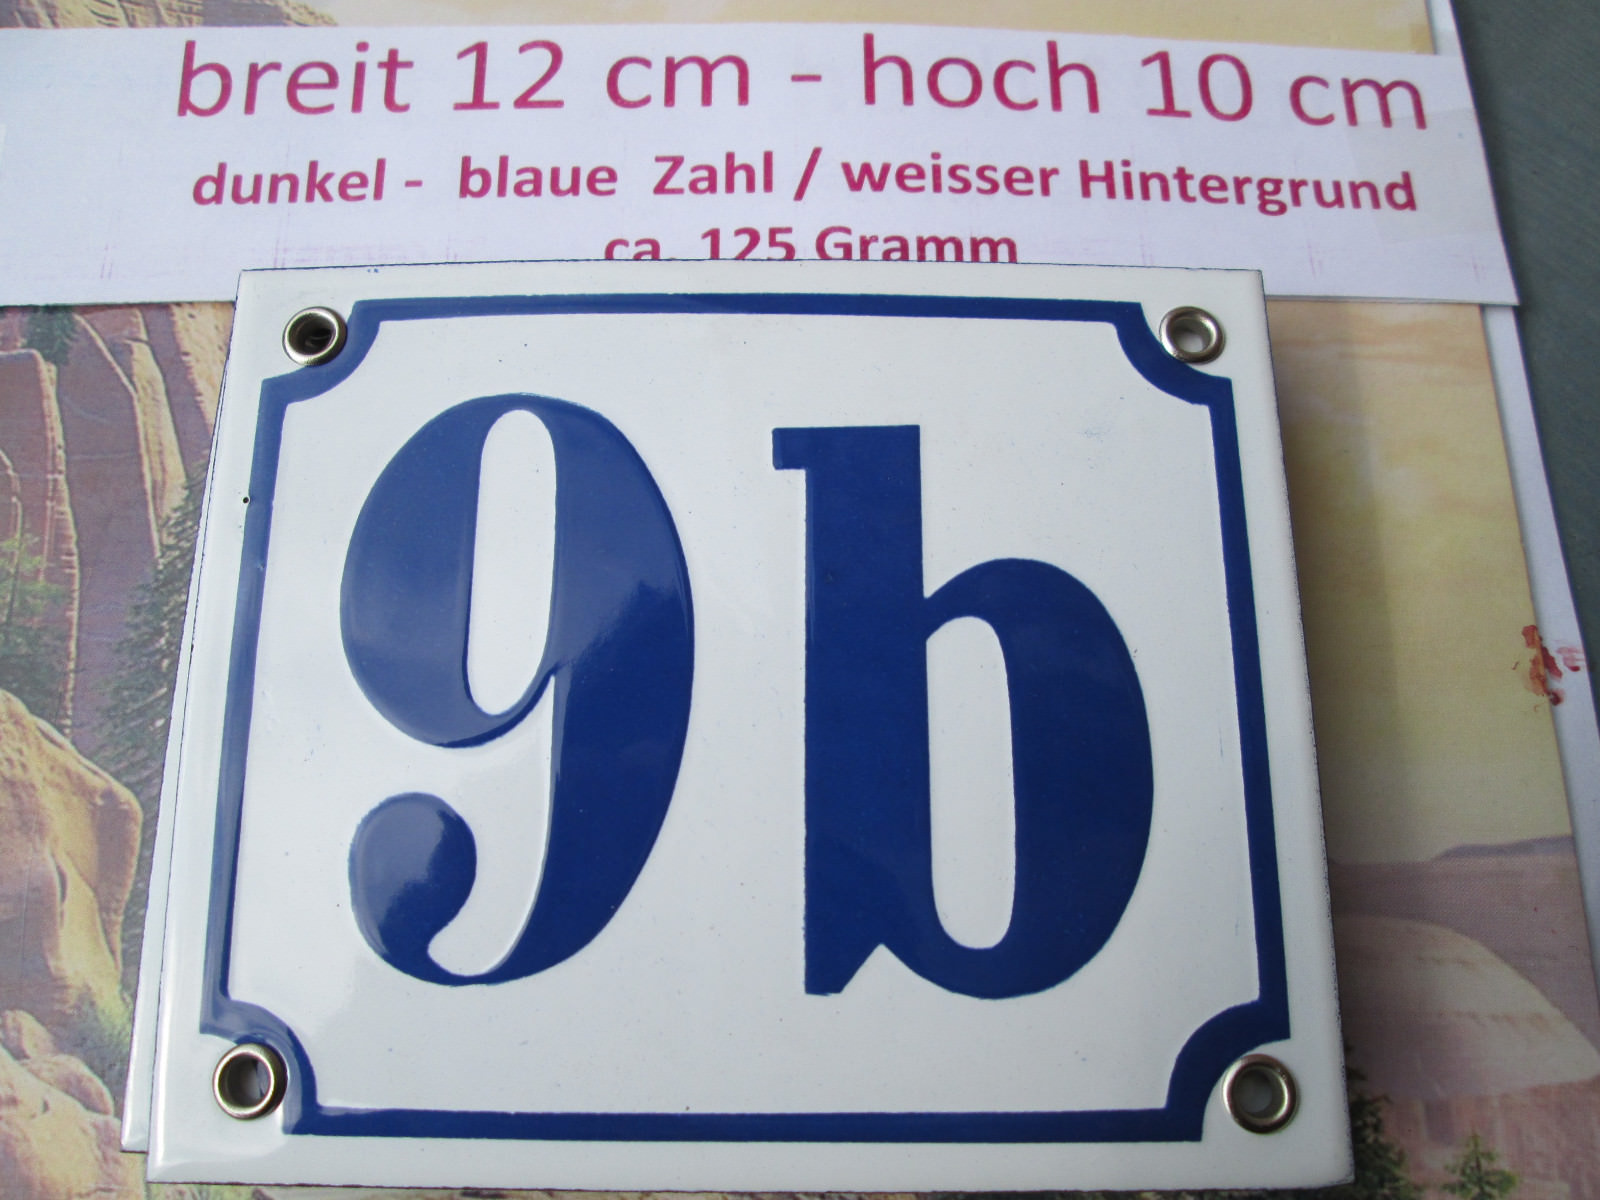 breit 12 cm - hoch 10 cm
dunkel - blaue Zahl / weisser Hintergrund
ca. 125 Gramm
9b